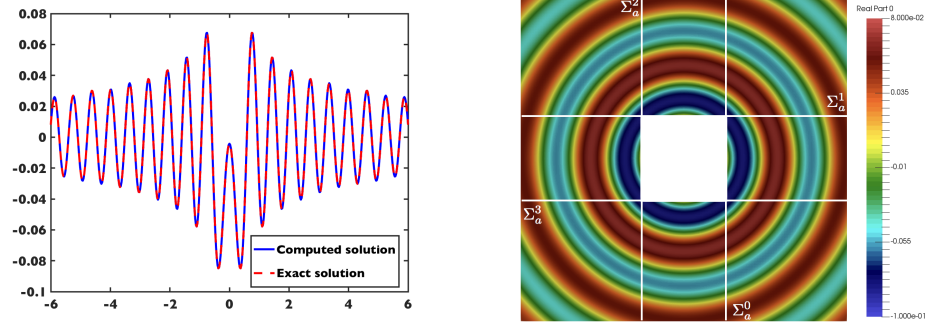 0.08
0.06
0.04
0.02
0
-0.02
-0.04
-0.06
-0.08
-0.1
-6
-4
-2
0
2
4
6
Computed solution
Exact solution
Σ_a^2
Σ_a^1
Σ_a^3
Σ_a^0
Real Part 0
8.000e-02
0.035
-0.01
-0.055
-1.000e-01